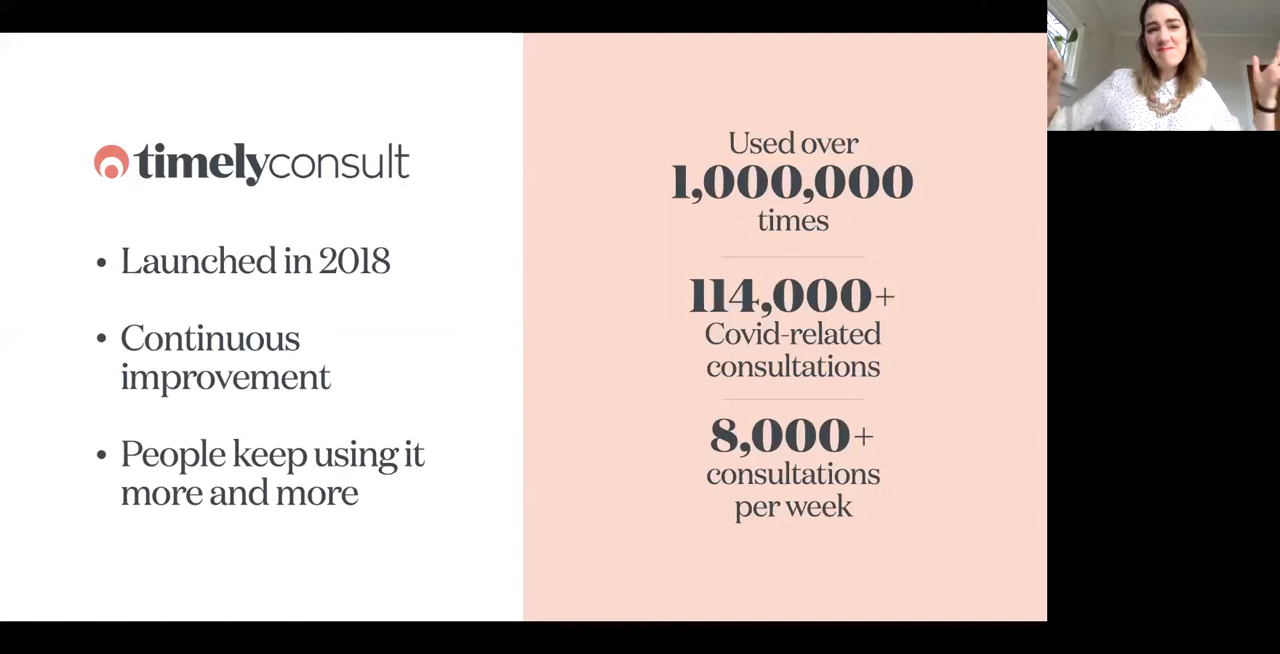 timelyconsult
• Launched in 2018
• Continuous
improvement
• People keep using it
more and more
Used over
1,000,000
times
114,000+
Covid-related
consultations
8,000+
consultations
per week